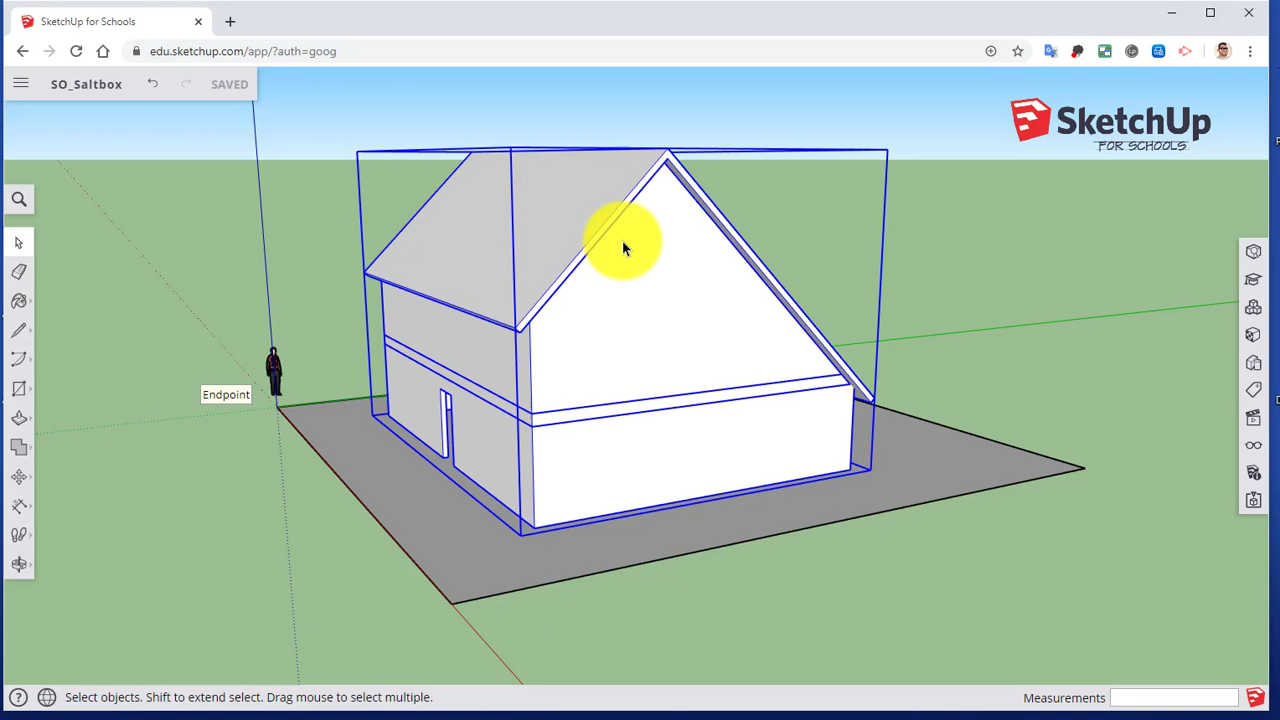 SketchUp for Schools
edu.sketchup.com/app/?auth=goog
SO_Saltbox
SAVED
SketchUp
FOR SCHOOLS
Endpoint
Select objects. Shift to extend select. Drag mouse to select multiple.
Measurements